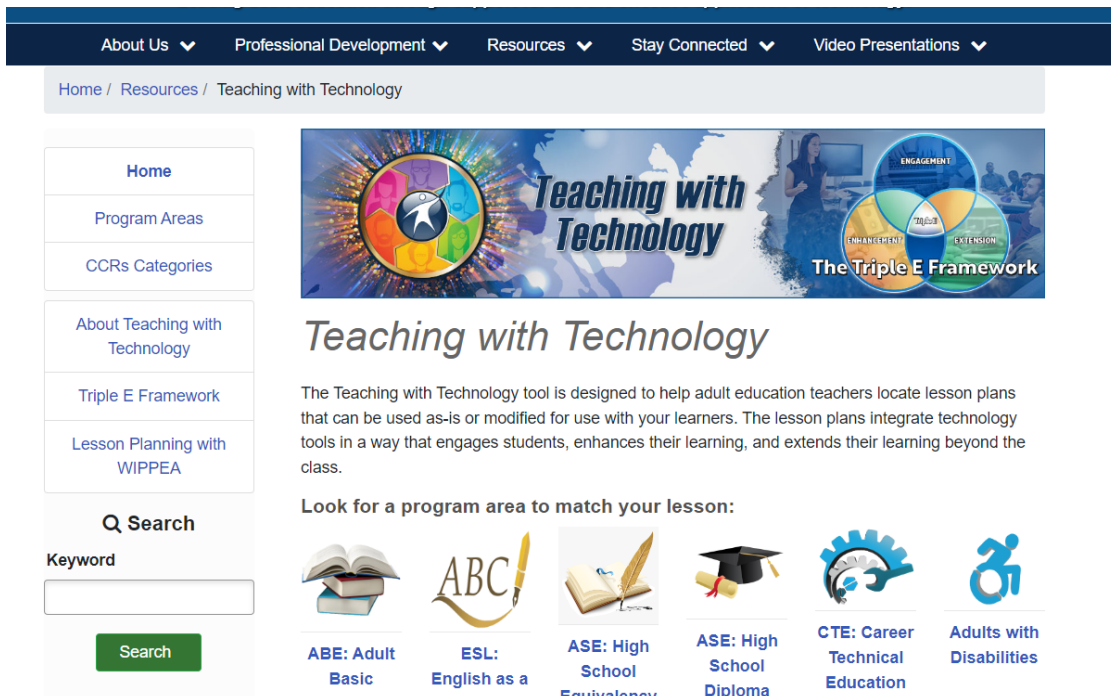 About Us
Professional Development
Resources
Stay Connected
Video Presentations
Home / Resources / Teaching with Technology
Home
Program Areas
CCRs Categories
About Teaching with
Technology
Triple E Framework
Lesson Planning with
WIPPEA
Search
Keyword
Search
Teaching with
Technology
ENGAGEMENT
Triple E
ENHANCEMENT
EXTENSION
The Triple E Framework
Teaching with Technology
The Teaching with Technology tool is designed to help adult education teachers locate lesson plans
that can be used as-is or modified for use with your learners. The lesson plans integrate technology
tools in a way that engages students, enhances their learning, and extends their learning beyond the
class.
Look for a program area to match your lesson:
ABC
ABE: Adult
Basic
ESL:
English as a
ASE: High
School
Equivalency
ASE: High
School
Diploma
CTE: Career
Technical
Education
Adults with
Disabilities